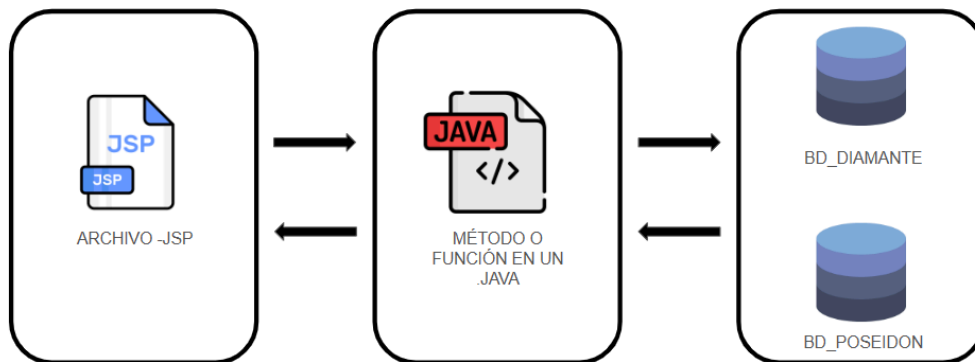 JSP
JSP
ARCHIVO -JSP
JAVA
</>
MÉTODO O
FUNCIÓN EN UN
.JAVA
BD_DIAMANTE
BD_POSEIDON